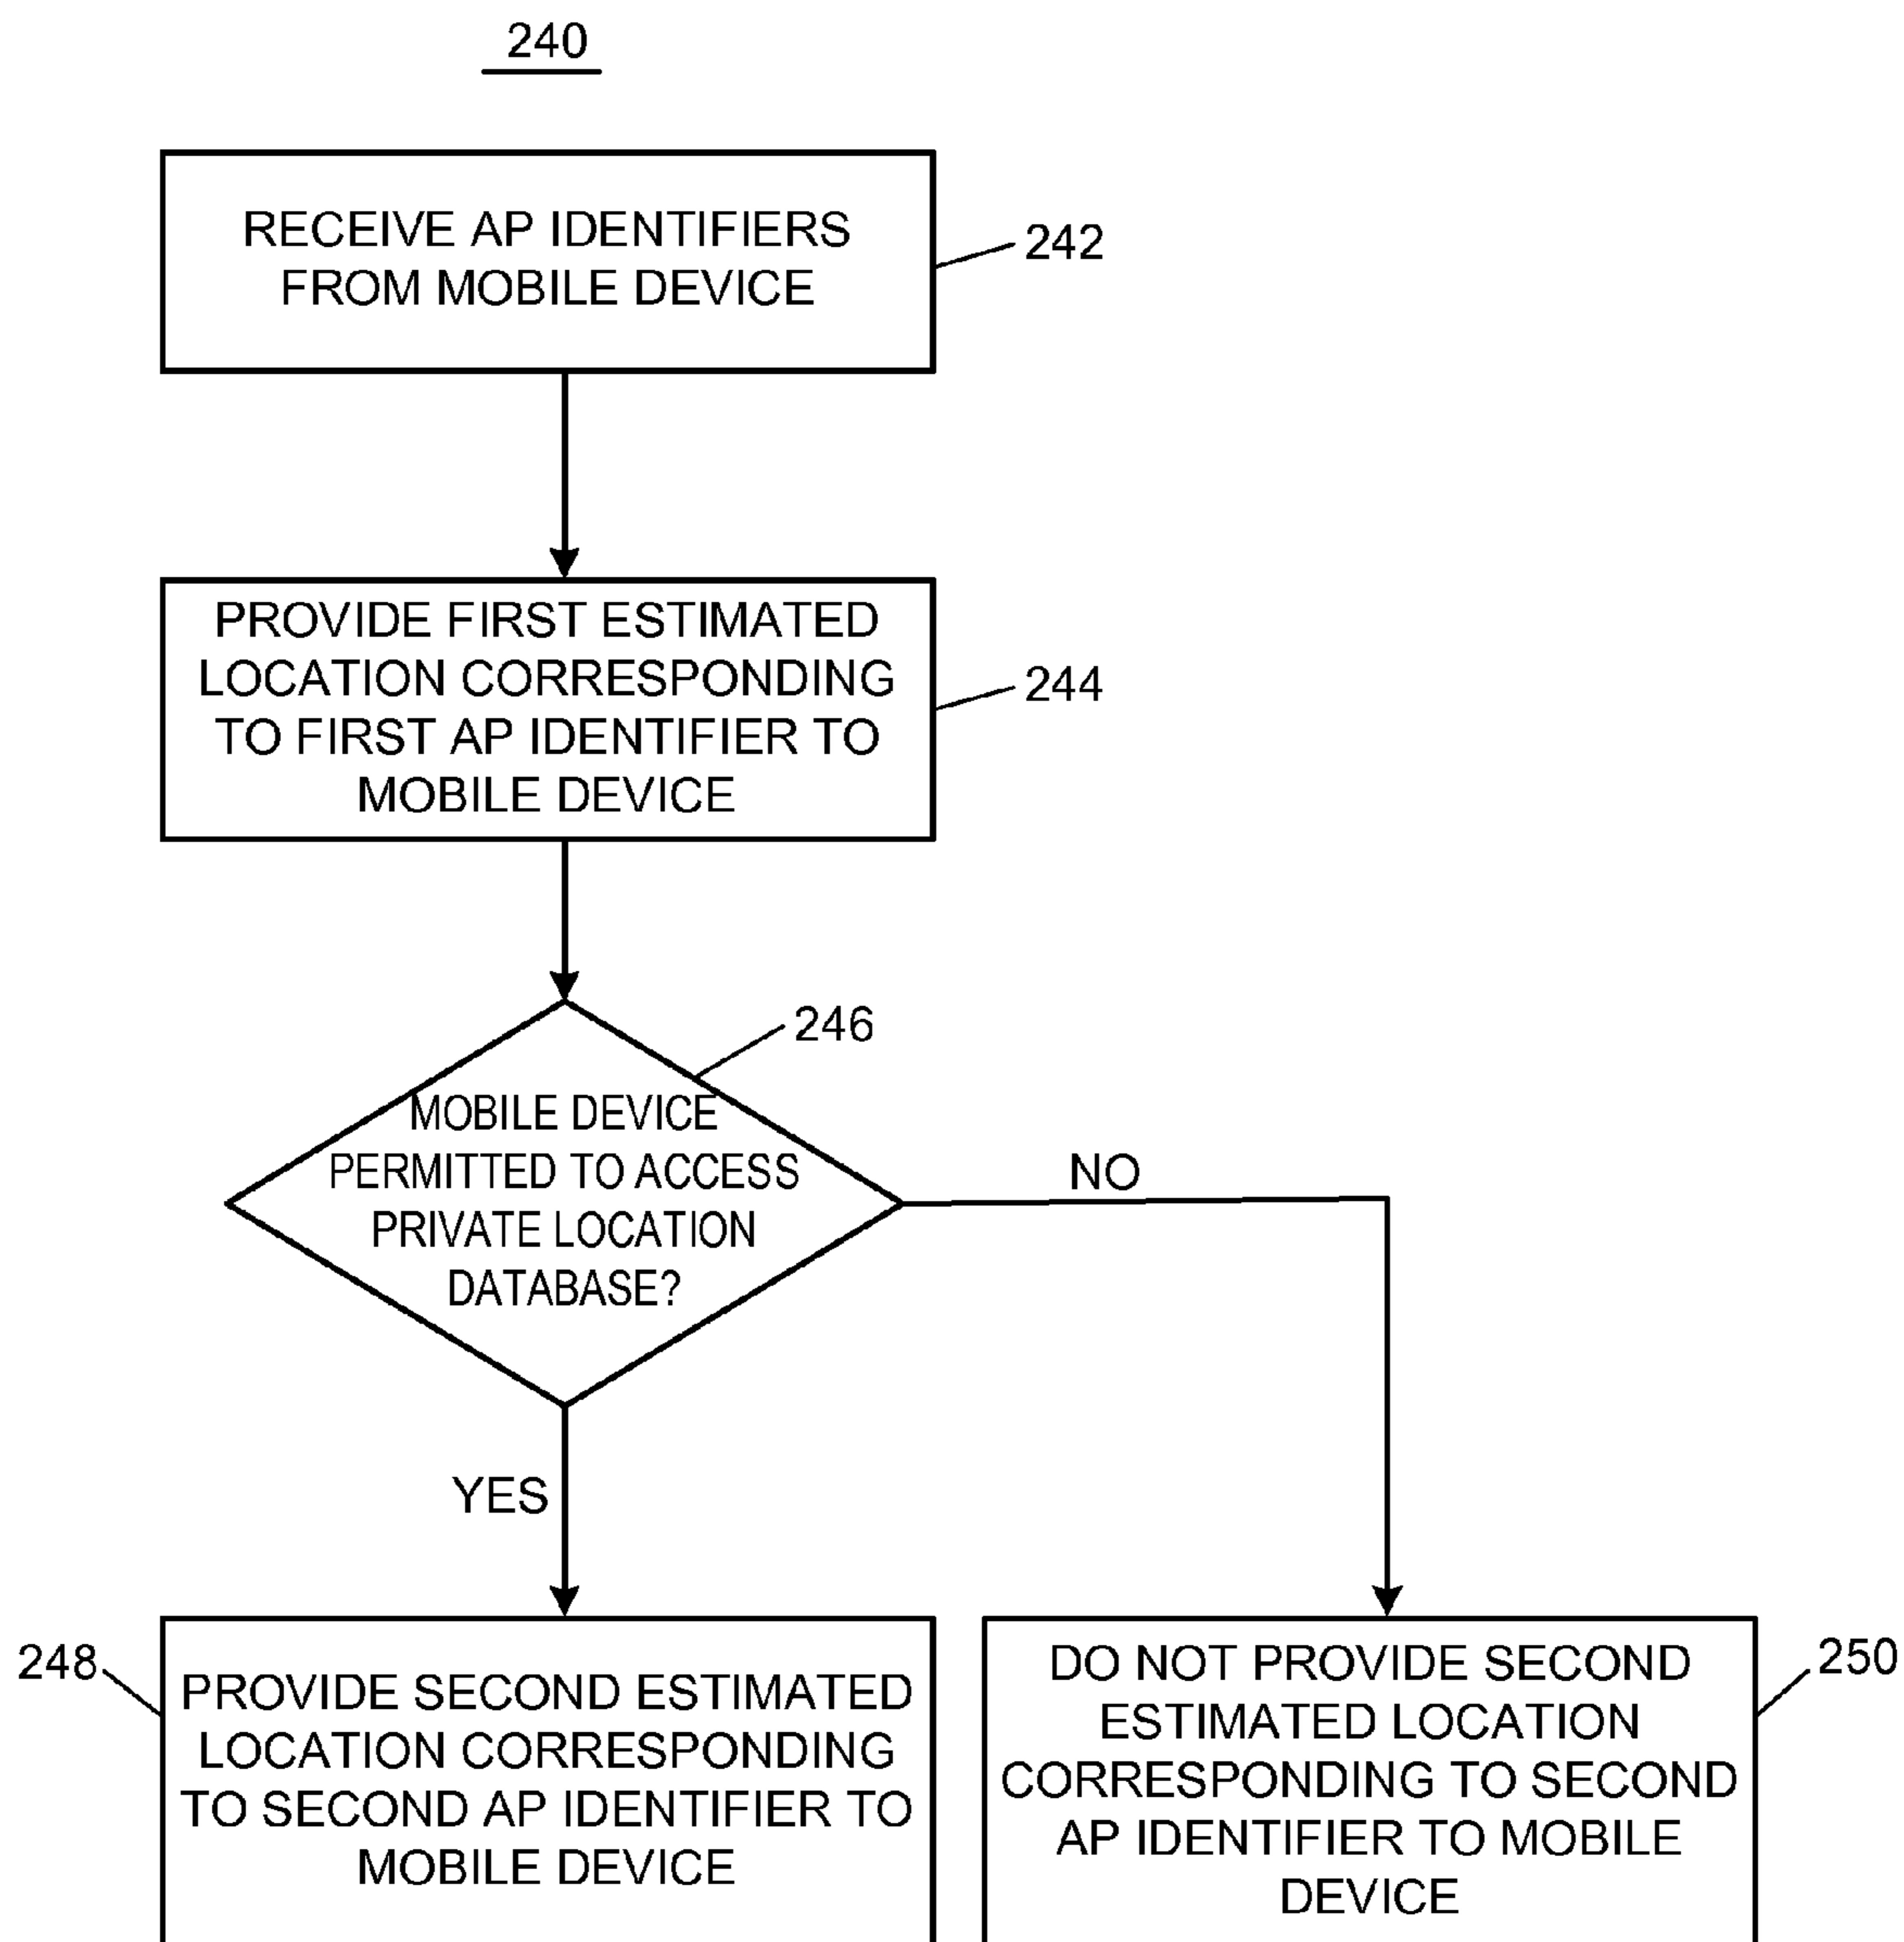 240
RECEIVE AP IDENTIFIERS
FROM MOBILE DEVICE
242
PROVIDE FIRST ESTIMATED
LOCATION CORRESPONDING
TO FIRST AP IDENTIFIER TO
MOBILE DEVICE
244
246
MOBILE DEVICE
PERMITTED TO ACCESS
PRIVATE LOCATION
DATABASE?
NO
YES
248
PROVIDE SECOND ESTIMATED
LOCATION CORRESPONDING
TO SECOND AP IDENTIFIER TO
MOBILE DEVICE
DO NOT PROVIDE SECOND
ESTIMATED LOCATION
CORRESPONDING TO SECOND
AP IDENTIFIER TO MOBILE
DEVICE
250